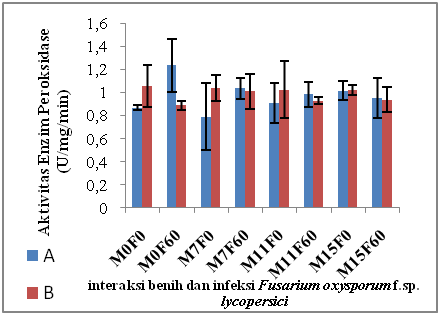 Aktivitas Enzim Peroksidase
(U/mg/min)
1,6
1,4
1,2
1
0,8
0,6
0,4
0,2
0
M0F0
M0F60
M7F0
M7F60
M11F0
M11F60
M15F0
M15F60
A
B
interaksi benih dan infeksi Fusarium oxysporum f.sp.
lycopersici